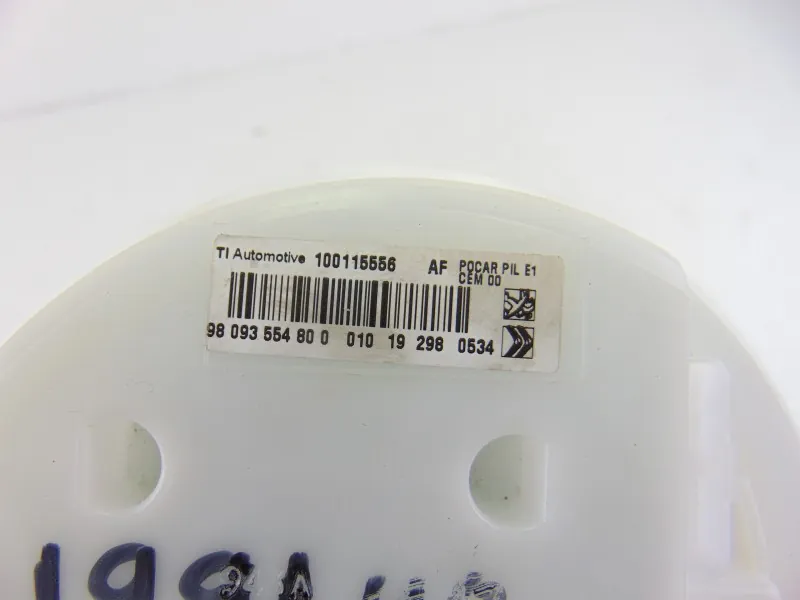 TI Automotive 100115556 AF POCAR PIL E1
CEM 00
98 093 554 80 0 010 19 298 0534